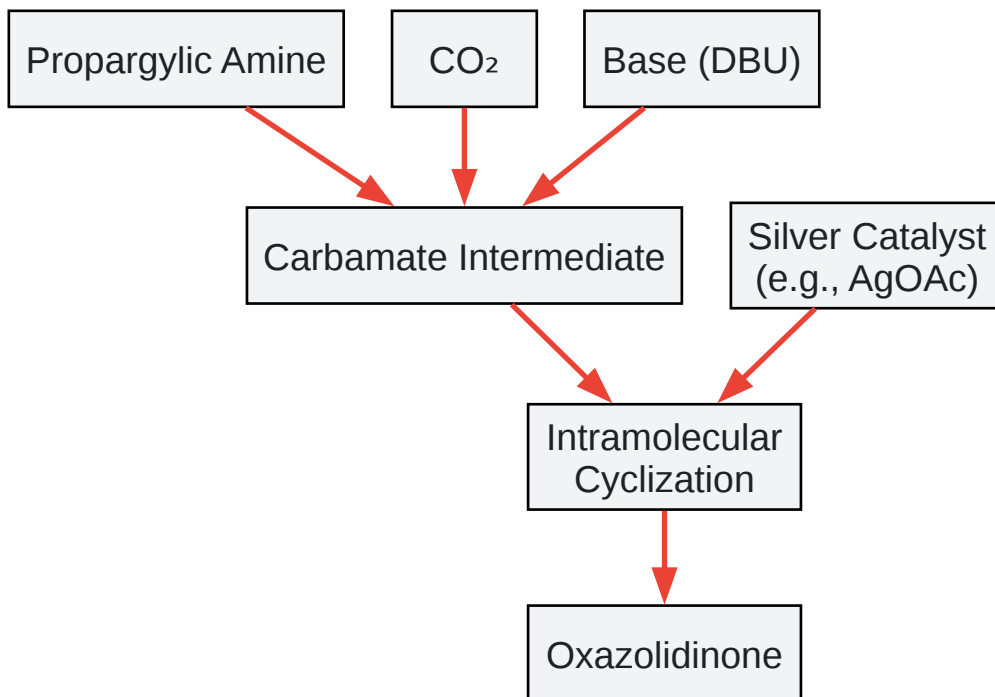 Propargylic Amine
CO₂
Base (DBU)
Carbamate Intermediate
Silver Catalyst
(e.g., AgOAc)
Intramolecular
Cyclization
Oxazolidinone